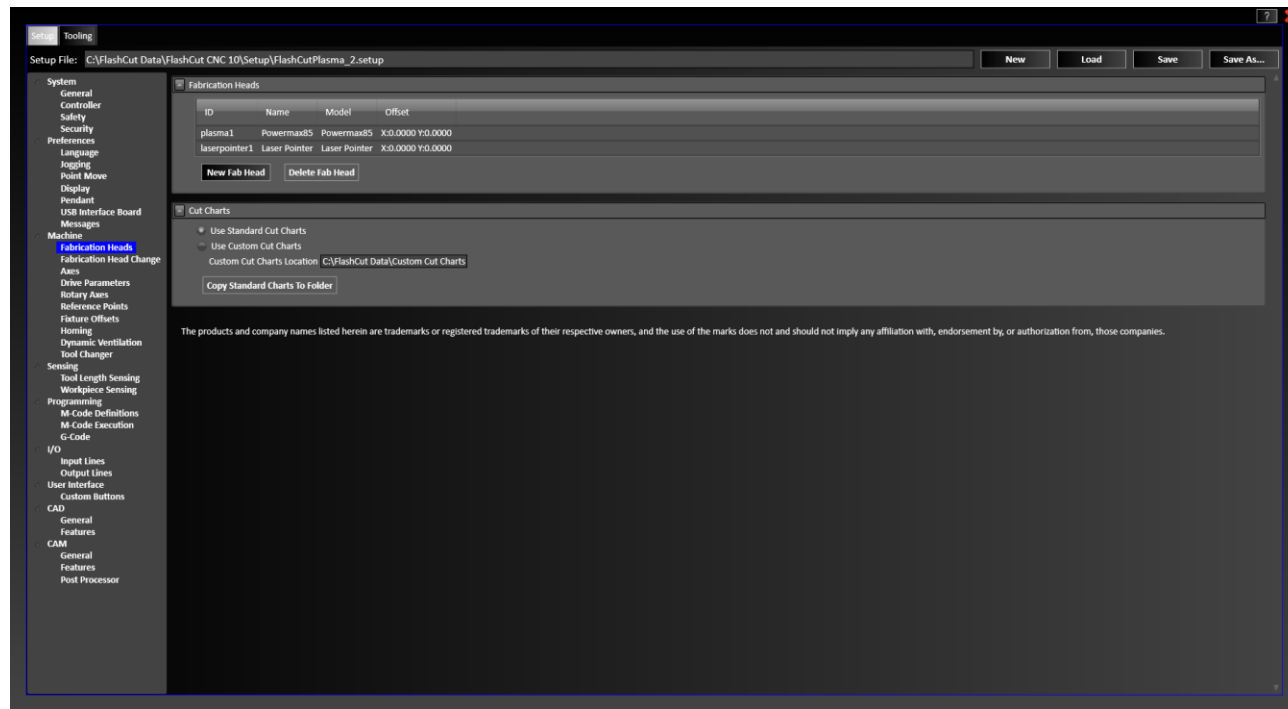 ?
Setup Tooling
Setup File: C:\FlashCut Data\FlashCut CNC 10\Setup\FlashCutPlasma_2.setup New Load Save Save As...
System
General
Controller
Safety
Security
Preferences
Language
Jogging
Point Move
Display
Pendant
USB Interface Board
Messages
Machine
Fabrication Heads
Fabrication Head Change
Axes
Drive Parameters
Rotary Axes
Reference Points
Fixture Offsets
Homing
Dynamic Ventilation
Tool Changer
Sensing
Tool Length Sensing
Workpiece Sensing
Programming
M-Code Definitions
M-Code Execution
G-Code
I/O
Input Lines
Output Lines
User Interface
Custom Buttons
CAD
General
Features
CAM
General
Features
Post Processor
Fabrication Heads
ID Name Model Offset
plasma1 Powermax85 Powermax85 X:0.0000 Y:0.0000
laserpointer1 Laser Pointer Laser Pointer X:0.0000 Y:0.0000
New Fab Head Delete Fab Head
Cut Charts
Use Standard Cut Charts
Use Custom Cut Charts
Custom Cut Charts Location C:\FlashCut Data\Custom Cut Charts
Copy Standard Charts To Folder
The products and company names listed herein are trademarks or registered trademarks of their respective owners, and the use of the marks does not and should not imply any affiliation with, endorsement by, or authorization from, those companies.